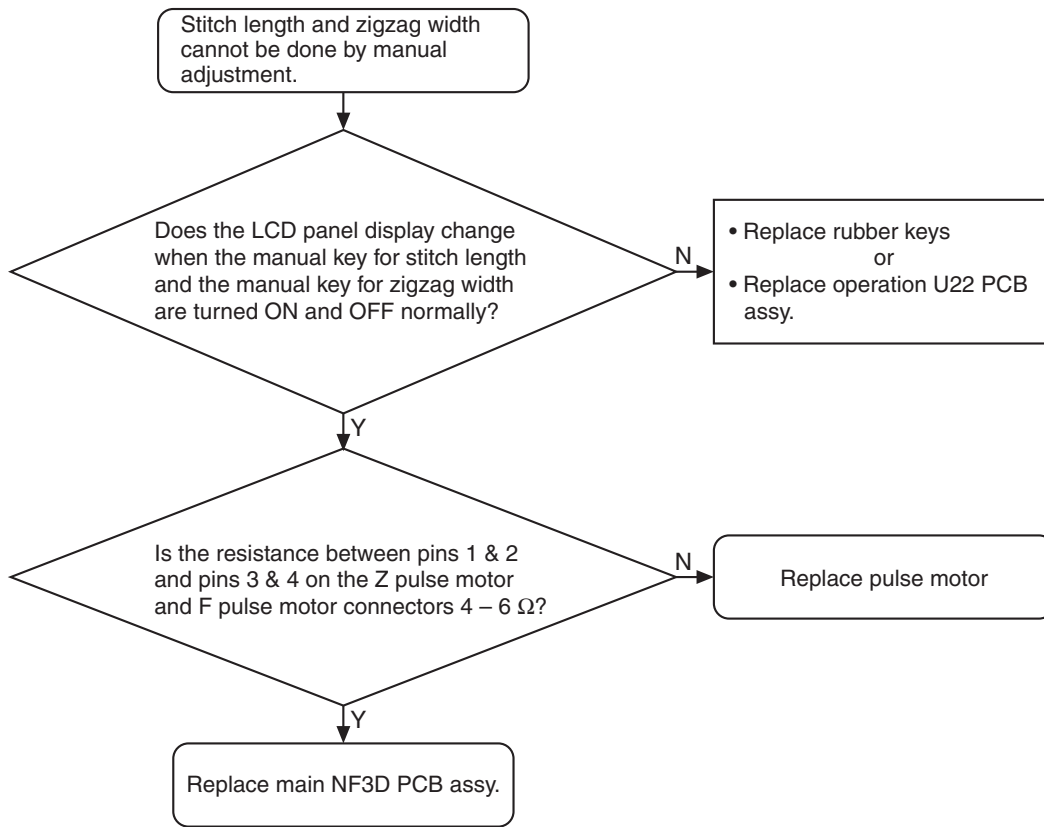 Stitch length and zigzag width
cannot be done by manual
adjustment.
Does the LCD panel display change
when the manual key for stitch length
and the manual key for zigzag width
are turned ON and OFF normally?
N
• Replace rubber keys
or
• Replace operation U22 PCB
assy.
Y
Is the resistance between pins 1 & 2
and pins 3 & 4 on the Z pulse motor
and F pulse motor connectors 4 – 6 Ω?
N
Replace pulse motor
Y
Replace main NF3D PCB assy.